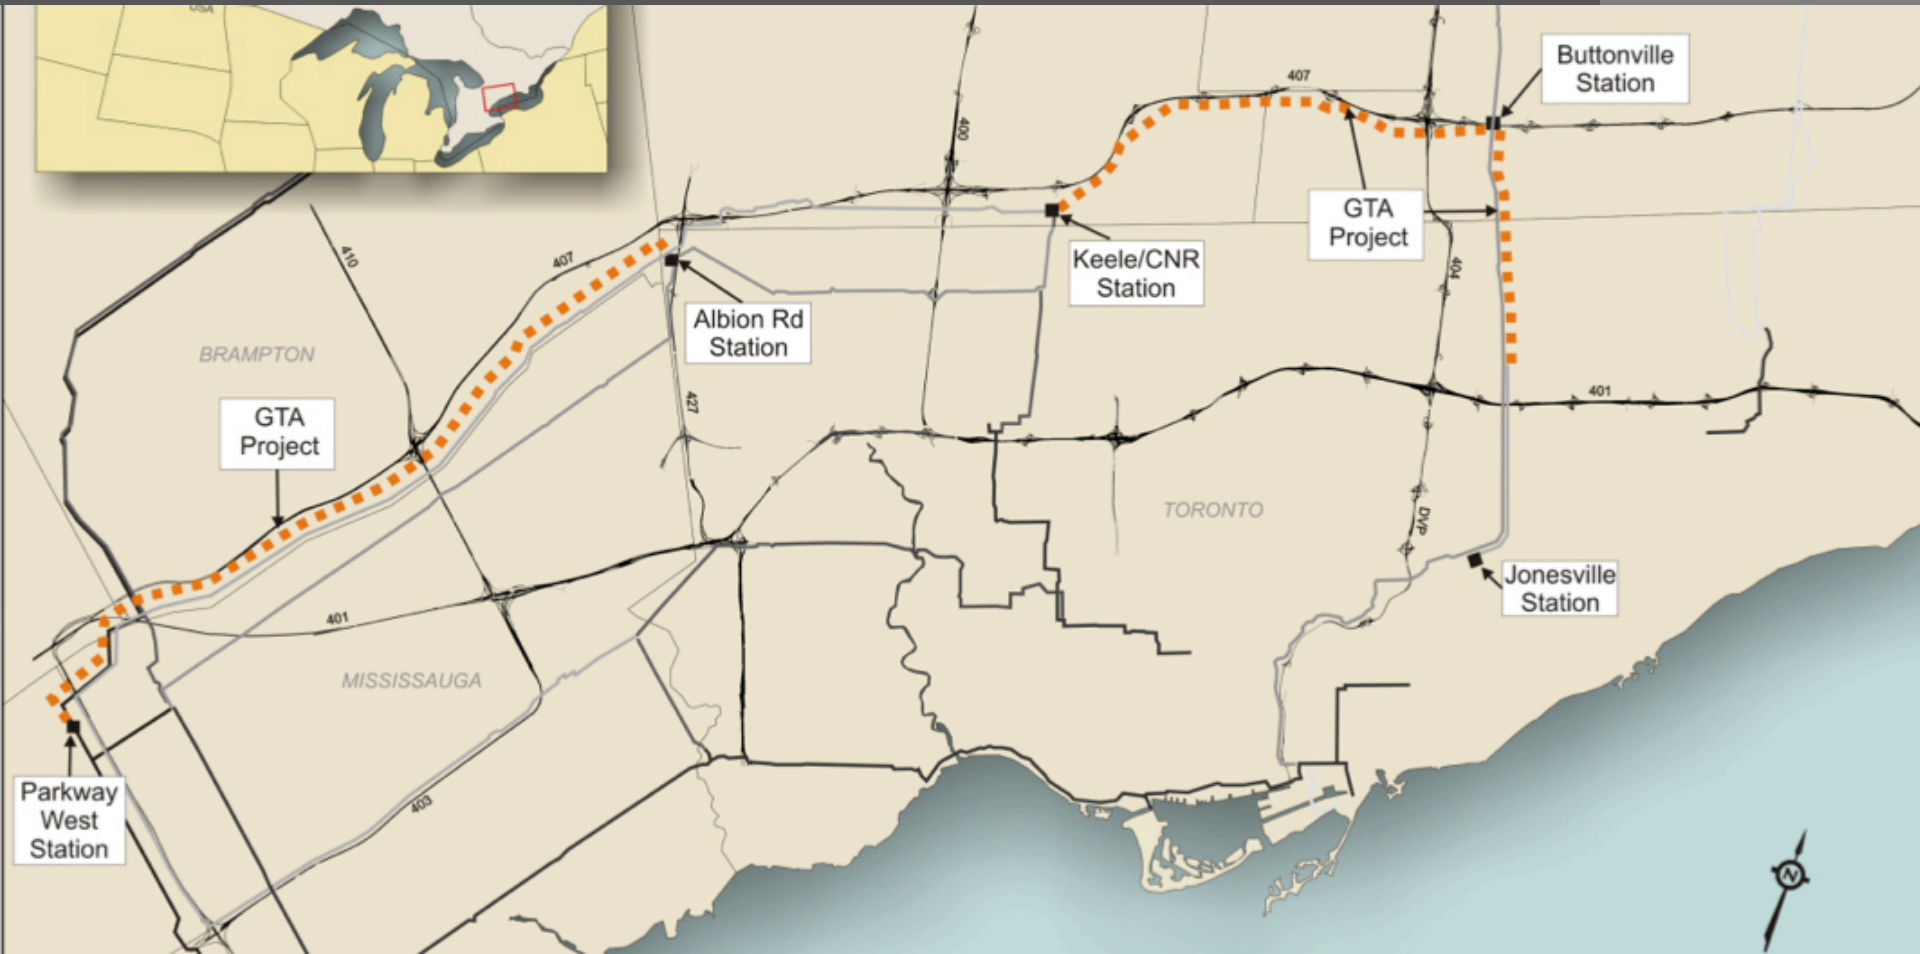 USA
407
Buttonville
Station
400
GTA
Project
410
407
Keele/CNR
Station
404
Albion Rd
Station
BRAMPTON
GTA
Project
427
401
TORONTO
DVP
Jonesville
Station
401
MISSISSAUGA
Parkway
West
Station
403
N